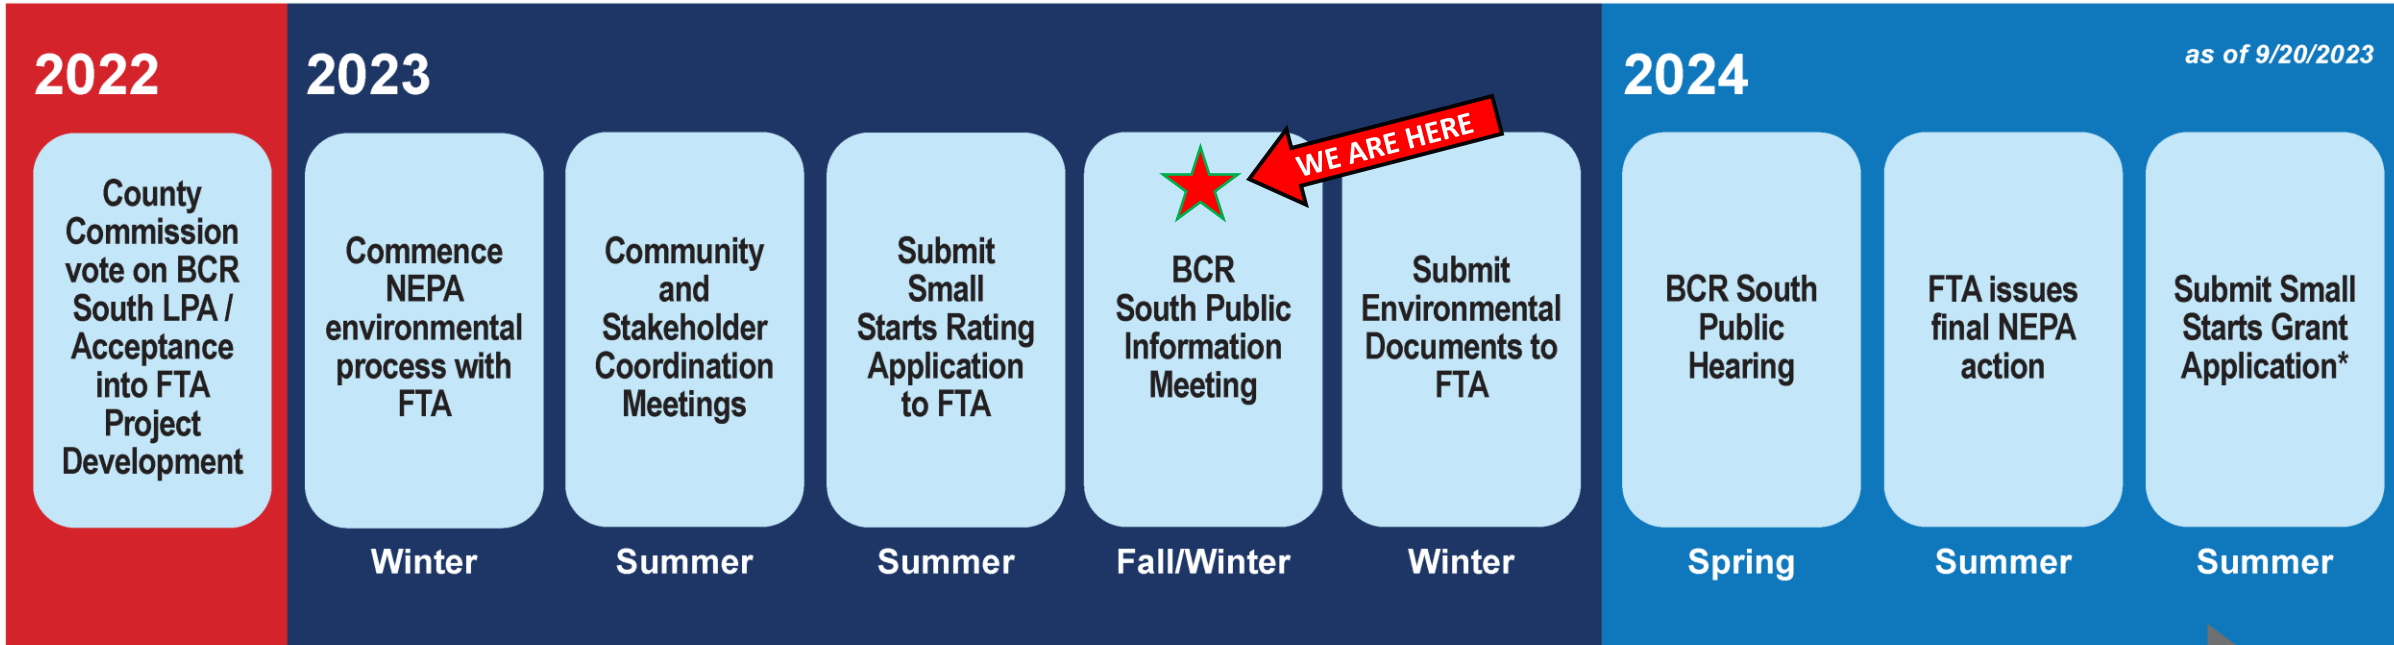 2022
County
Commission
vote on BCR
South LPA /
Acceptance
into FTA
Project
Development
2023
Commence
NEPA
environmental
process with
FTA
Winter
Community
and
Stakeholder
Coordination
Meetings
Summer
Submit
Small
Starts Rating
Application
to FTA
Summer
WE ARE HERE
BCR
South Public
Information
Meeting
Fall/Winter
Submit
Environmental
Documents to
FTA
Winter
2024
as of 9/20/2023
BCR South
Public
Hearing
Spring
FTA issues
final NEPA
action
Summer
Submit Small
Starts Grant
Application*
Summer